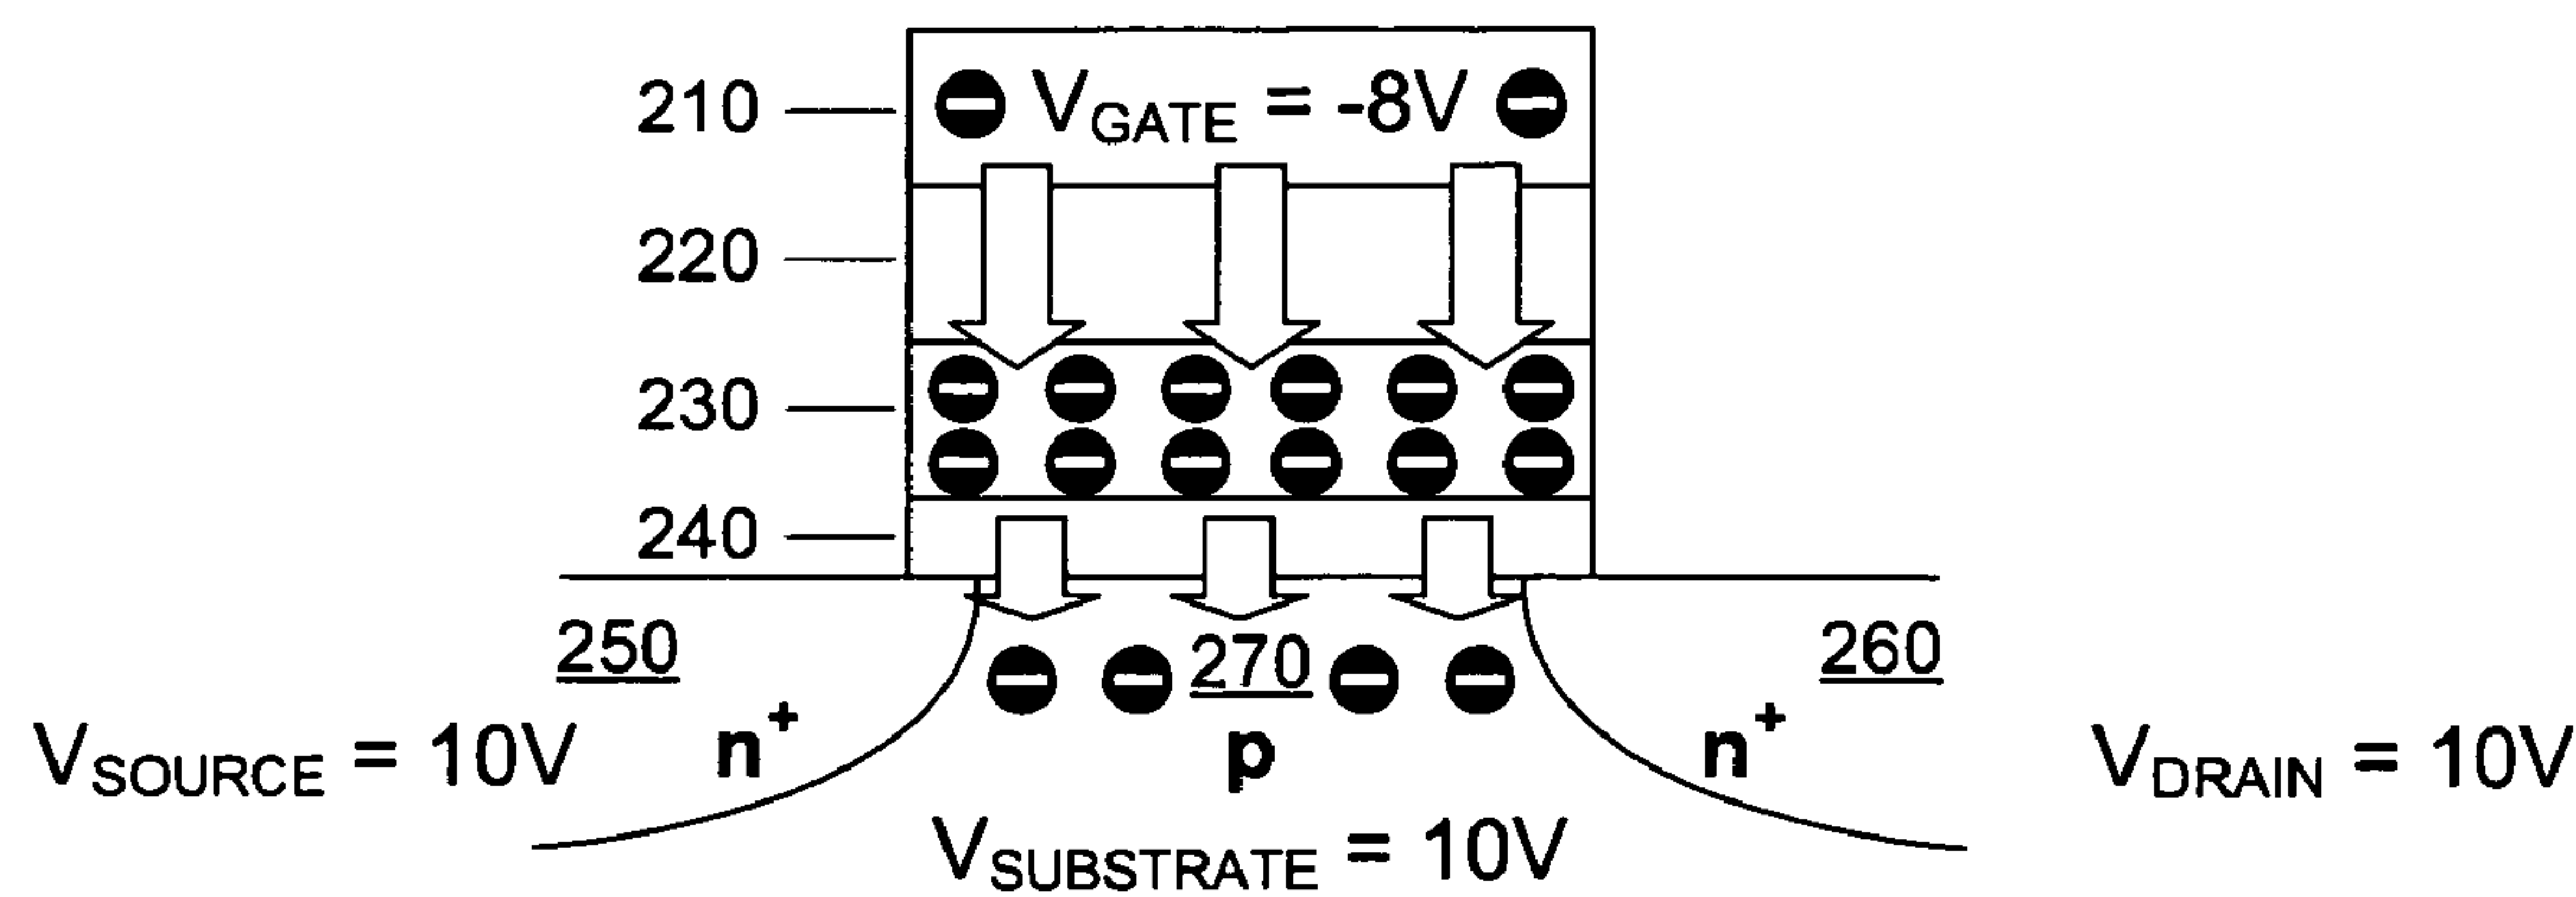 210
V_GATE = -8V
220
230
240
250
270
260
n+
p
n+
V_SOURCE = 10V
V_DRAIN = 10V
V_SUBSTRATE = 10V